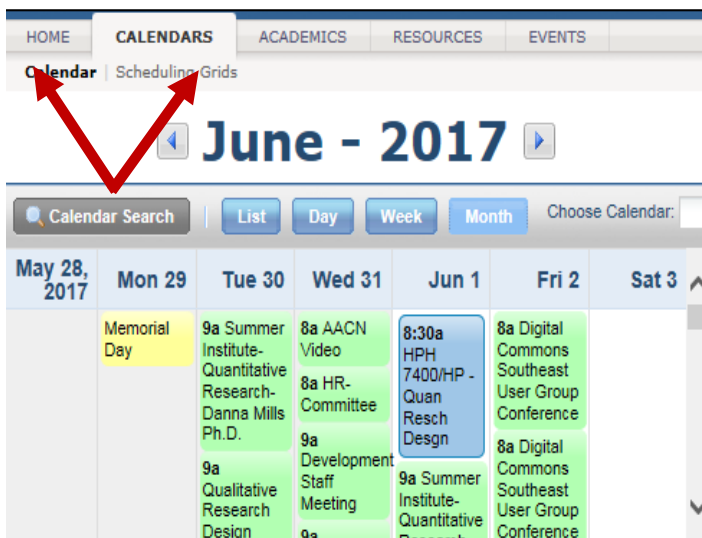 HOME CALENDARS ACADEMICS RESOURCES EVENTS
Calendar | Scheduling Grids
June - 2017
Calendar Search | List Day Week Month Choose Calendar:
May 28, 2017 Mon 29 Tue 30 Wed 31 Jun 1 Fri 2 Sat 3
Memorial
Day
9a Summer
Institute-
Quantitative
Research-
Danna Mills
Ph.D.
9a
Qualitative
Research
Design
8a AACN
Video
8a HR-
Committee
9a
Development
Staff
Meeting
9a
8:30a
HPH
7400/HP -
Quan
Resch
Desgn
9a Summer
Institute-
Quantitative
8a Digital
Commons
Southeast
User Group
Conference
8a Digital
Commons
Southeast
User Group
Conference